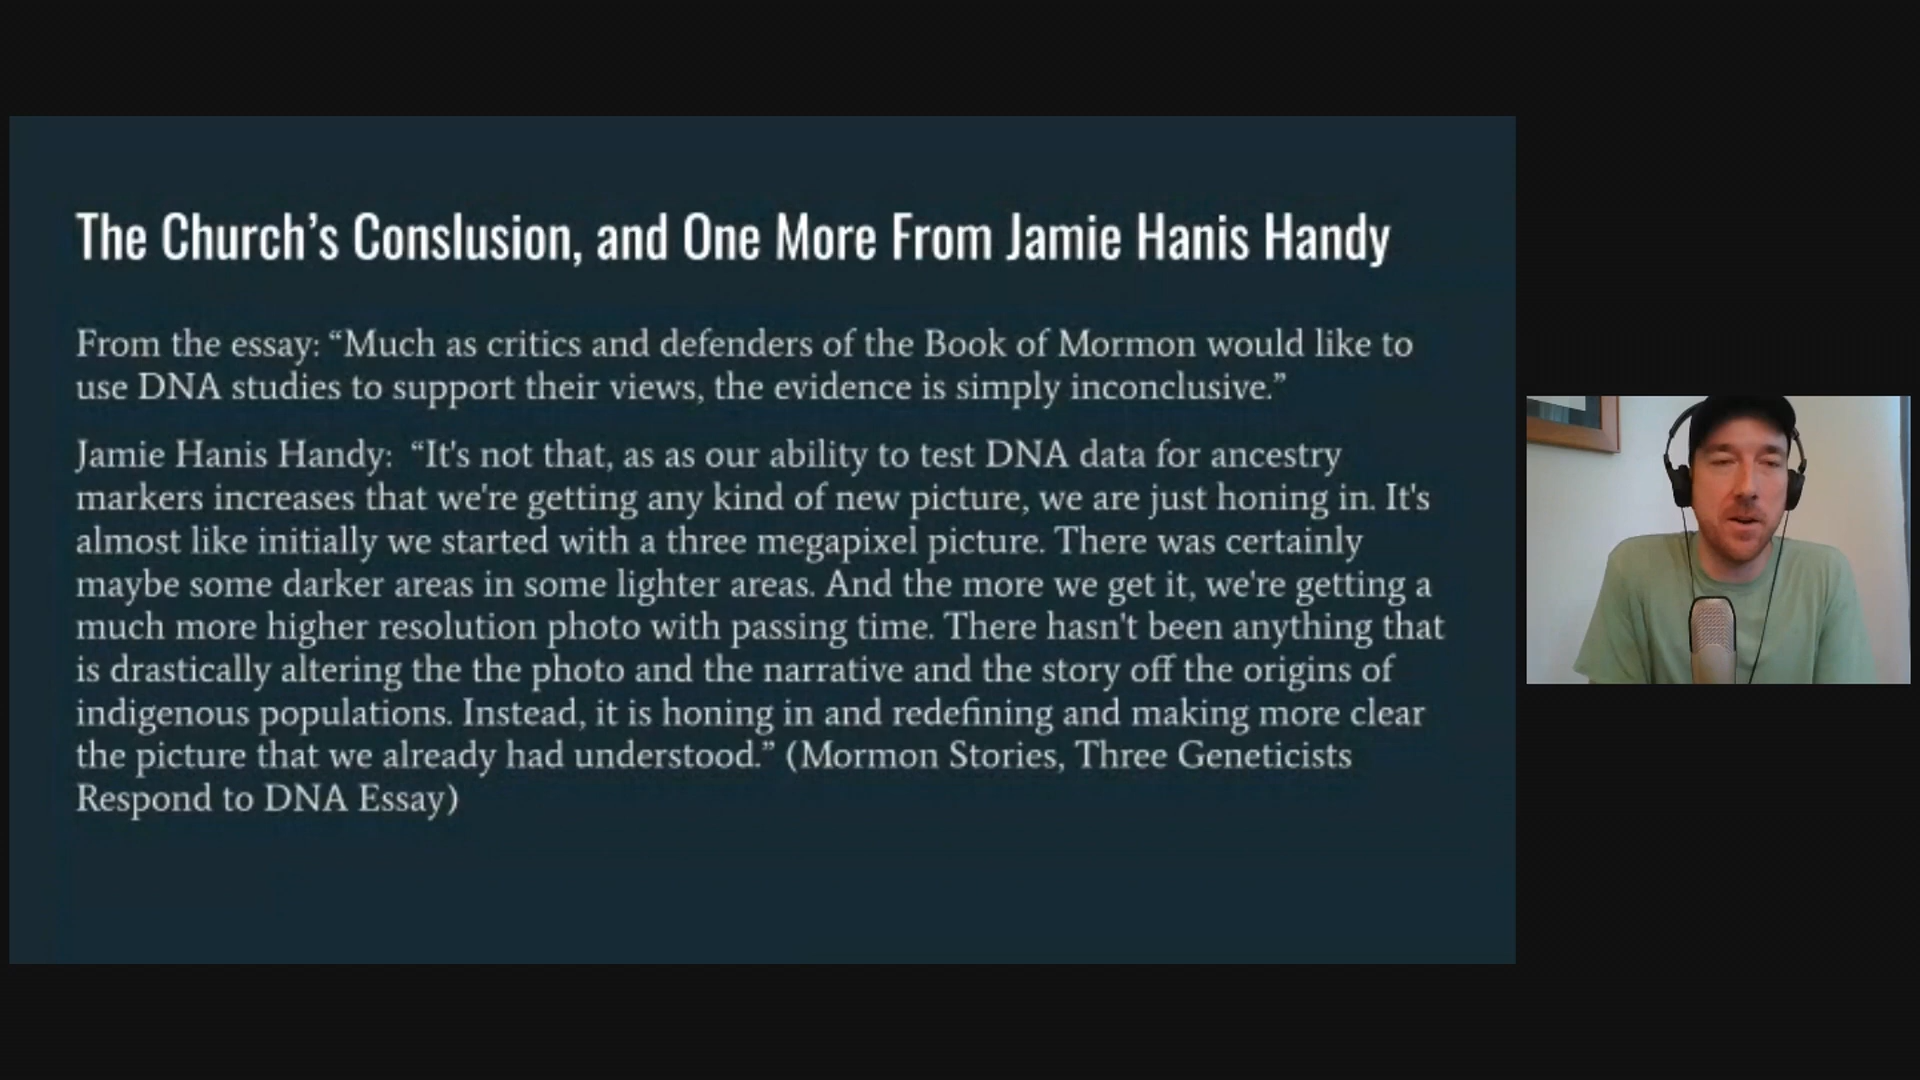 The Church’s Conslusion, and One More From Jamie Hanis Handy
From the essay: “Much as critics and defenders of the Book of Mormon would like to
use DNA studies to support their views, the evidence is simply inconclusive.”
Jamie Hanis Handy:  “It's not that, as as our ability to test DNA data for ancestry
markers increases that we're getting any kind of new picture, we are just honing in. It's
almost like initially we started with a three megapixel picture. There was certainly
maybe some darker areas in some lighter areas. And the more we get it, we're getting a
much more higher resolution photo with passing time. There hasn't been anything that
is drastically altering the the photo and the narrative and the story off the origins of
indigenous populations. Instead, it is honing in and redefining and making more clear
the picture that we already had understood.” (Mormon Stories, Three Geneticists
Respond to DNA Essay)